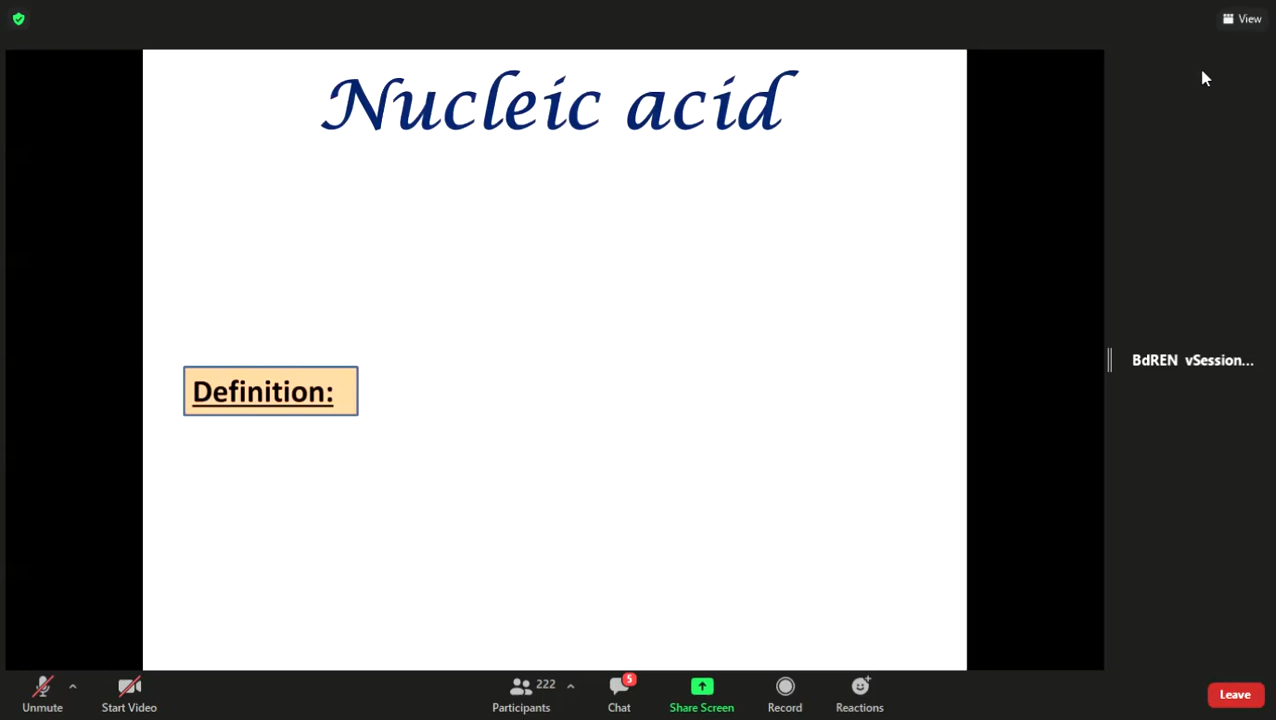 View
Nucleic acid
BdREN vSession...
Definition:
222
5
Unmute
Start Video
Participants
Chat
Share Screen
Record
Reactions
Leave